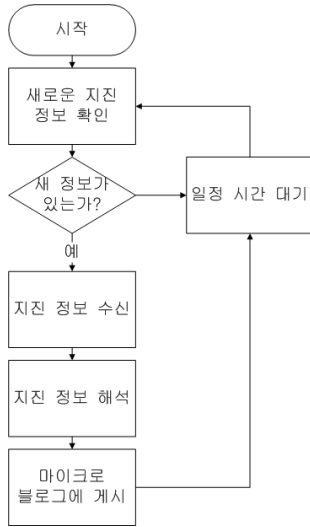 시작
새로운 지진
정보 확인
새 정보가
있는가?
일정 시간 대기
예
지진 정보 수신
지진 정보 해석
마이크로
블로그에 게시